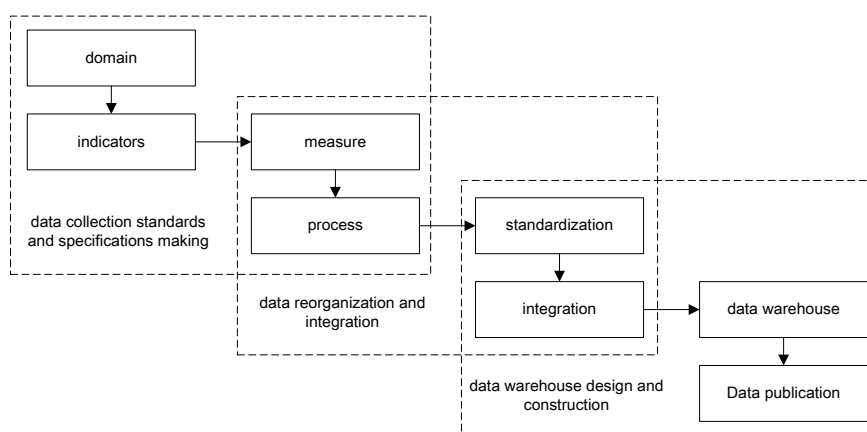 domain
indicators
measure
data collection standards
and specifications making
process
standardization
data reorganization and
integration
integration
data warehouse
data warehouse design and
construction
Data publication